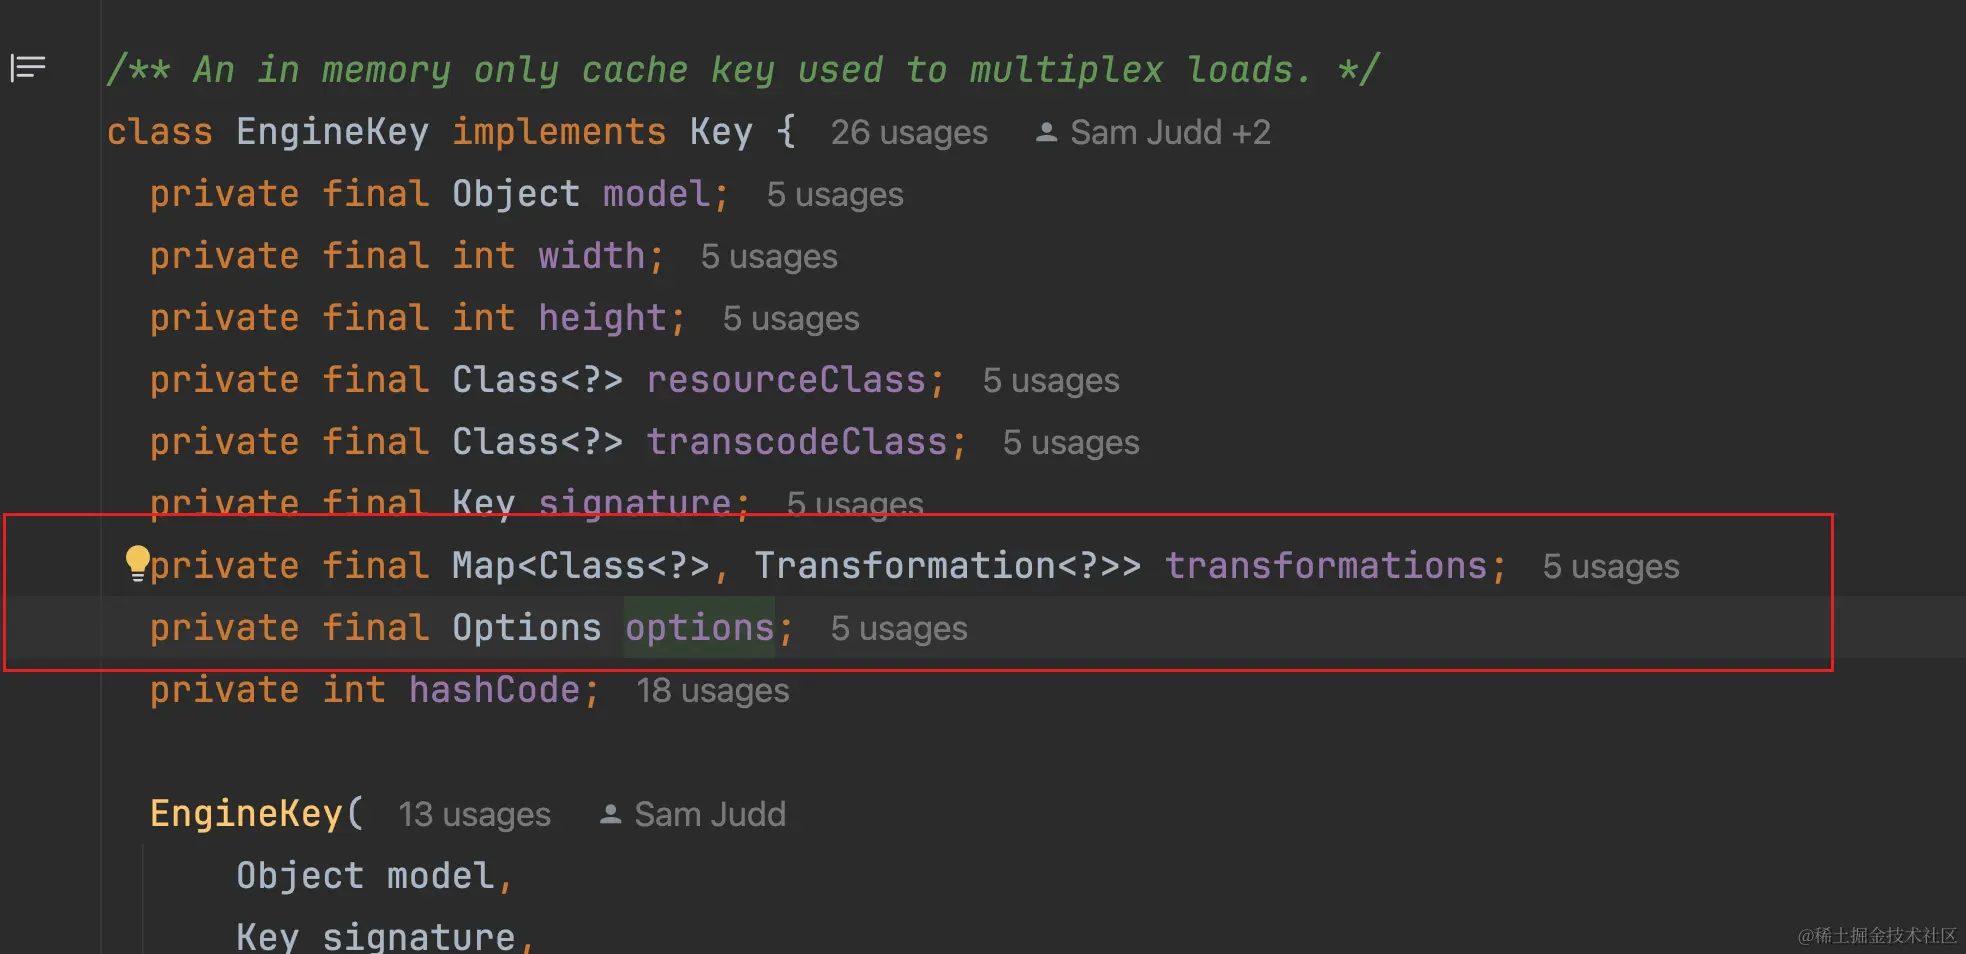 /** An in memory only cache key used to multiplex loads. */
class EngineKey implements Key { 26 usages Sam Judd +2
private final Object model; 5 usages
private final int width; 5 usages
private final int height; 5 usages
private final Class<?> resourceClass; 5 usages
private final Class<?> transcodeClass; 5 usages
private final Key signature; 5 usages
private final Map<Class<?>, Transformation<?>> transformations; 5 usages
private final Options options; 5 usages
private int hashCode; 18 usages
EngineKey( 13 usages Sam Judd
Object model,
Key signature,
@稀土掘金技术社区